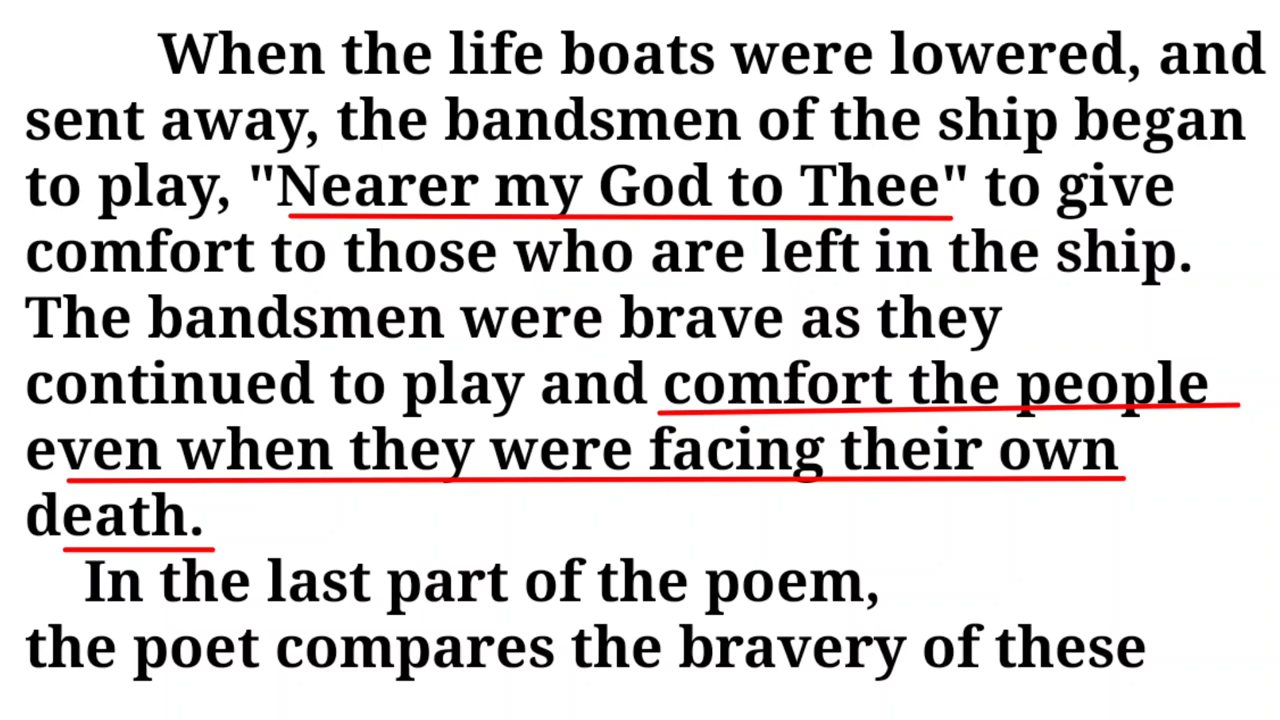 When the life boats were lowered, and
sent away, the bandsmen of the ship began
to play, "Nearer my God to Thee" to give
comfort to those who are left in the ship.
The bandsmen were brave as they
continued to play and comfort the people
even when they were facing their own
death.
In the last part of the poem,
the poet compares the bravery of these